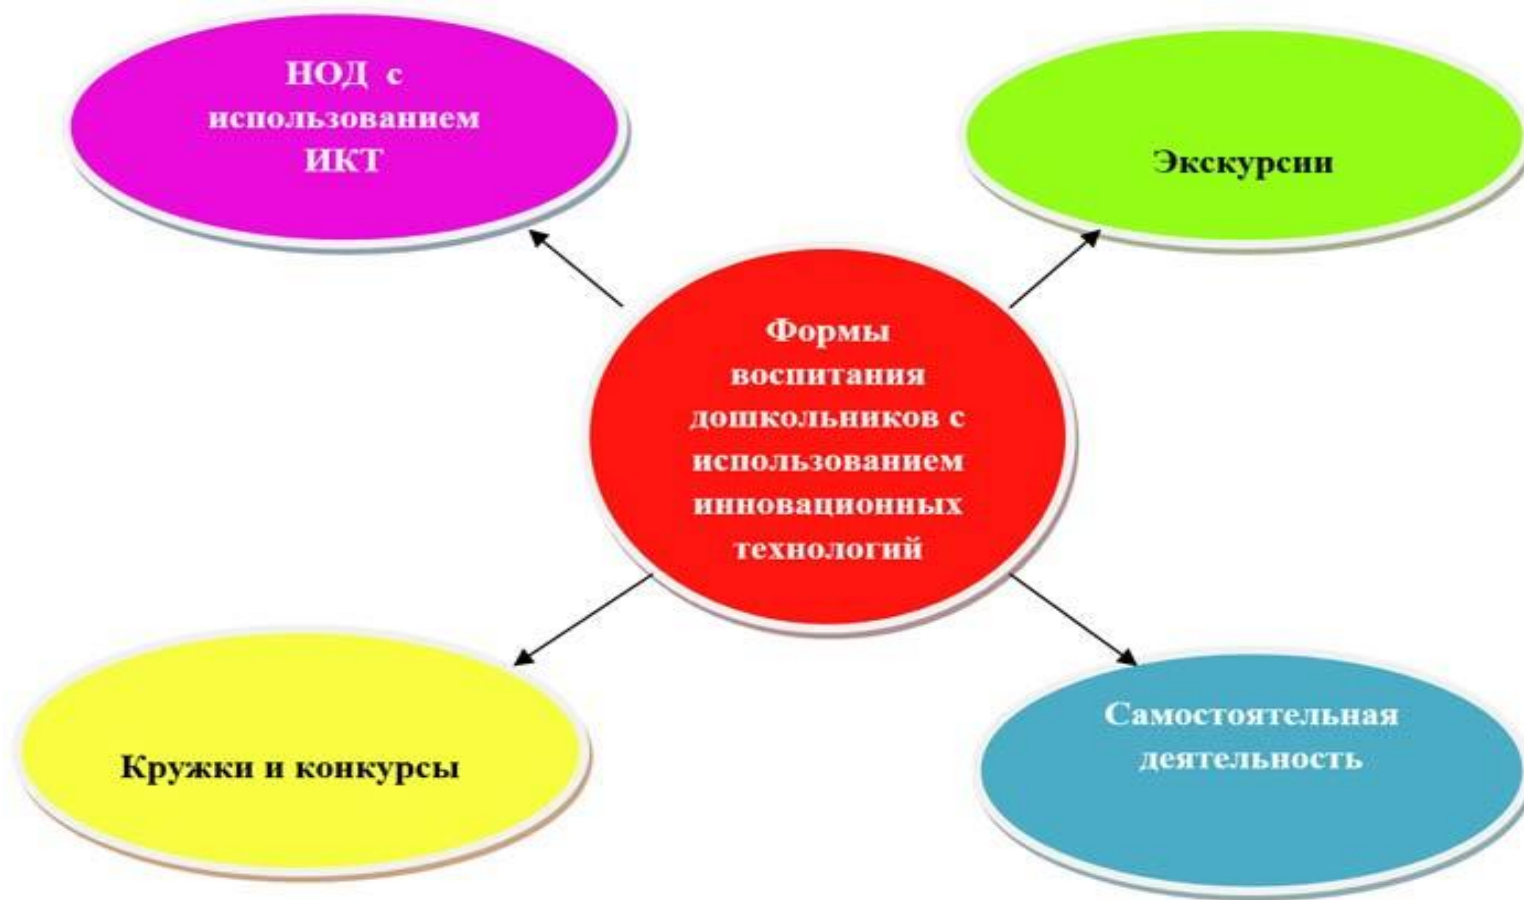 НОД с
использованием
ИКТ
Экскурсии
Формы
воспитания
дошкольников с
использованием
инновационных
технологий
Кружки и конкурсы
Самостоятельная
деятельность